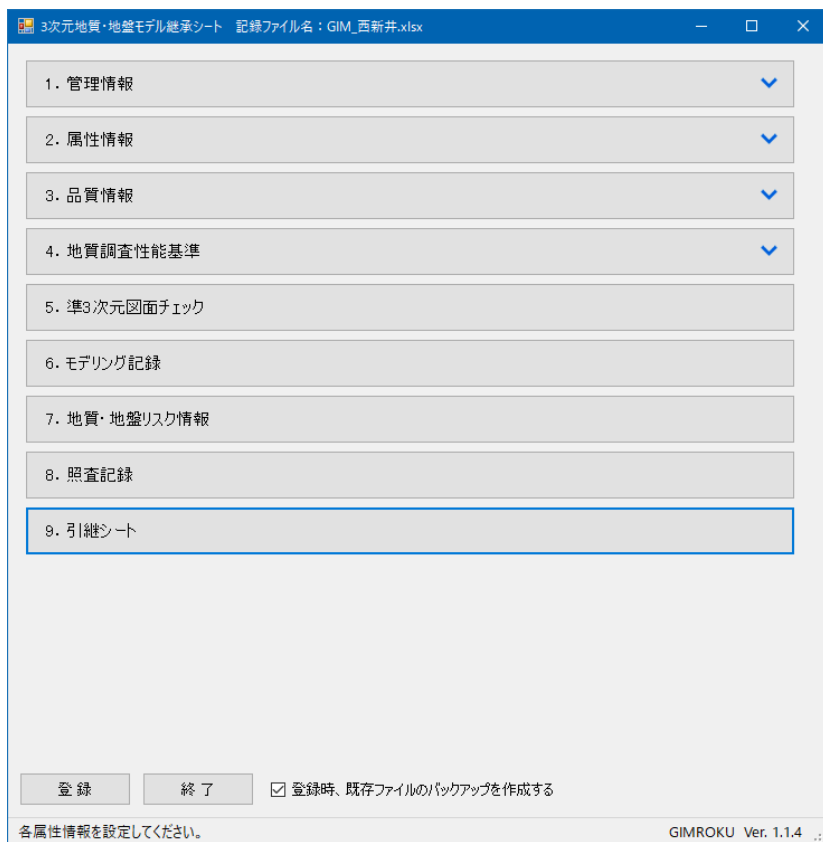 3次元地質・地盤モデル継承シート 記録ファイル名：GIM_西新井.xlsx
1. 管理情報
2. 属性情報
3. 品質情報
4. 地質調査性能基準
5. 準3次元図面チェック
6. モデリング記録
7. 地質・地盤リスク情報
8. 照査記録
9. 引継シート
登録 終了 登録時、既存ファイルのバックアップを作成する
各属性情報を設定してください。 GIMROKU Ver. 1.1.4